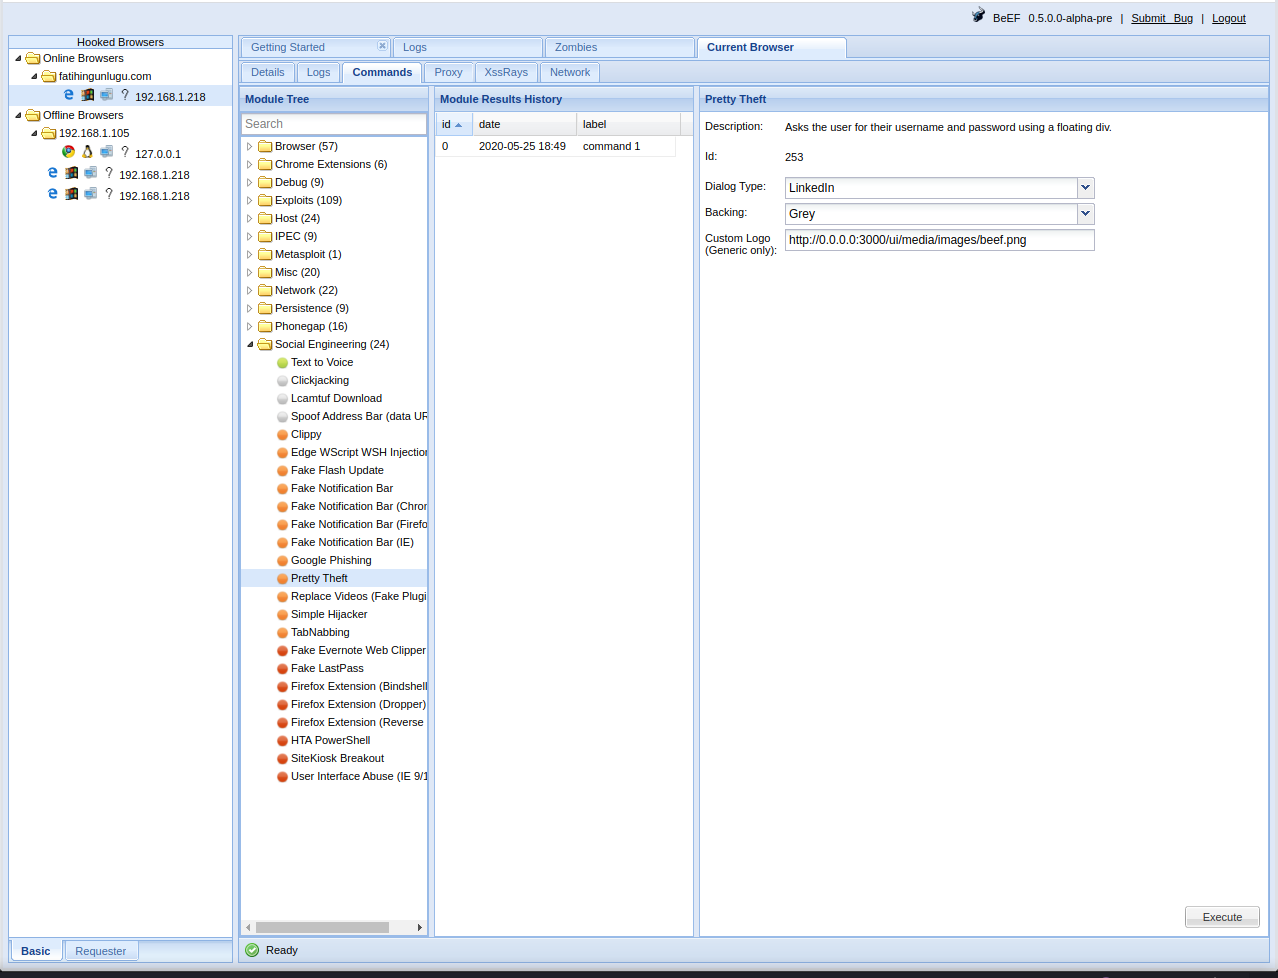 BeEF 0.5.0.0-alpha-pre | Submit Bug | Logout
Hooked Browsers
Online Browsers
fatihingunlugu.com
192.168.1.218
Offline Browsers
192.168.1.105
127.0.0.1
192.168.1.218
192.168.1.218
Basic Requester
Getting Started Logs Zombies Current Browser
Details Logs Commands Proxy XssRays Network
Module Tree
Search
Browser (57)
Chrome Extensions (6)
Debug (9)
Exploits (109)
Host (24)
IPEC (9)
Metasploit (1)
Misc (20)
Network (22)
Persistence (9)
Phonegap (16)
Social Engineering (24)
Text to Voice
Clickjacking
Lcamtuf Download
Spoof Address Bar (data UR
Clippy
Edge WScript WSH Injection
Fake Flash Update
Fake Notification Bar
Fake Notification Bar (Chron
Fake Notification Bar (Firefo
Fake Notification Bar (IE)
Google Phishing
Pretty Theft
Replace Videos (Fake Plugi
Simple Hijacker
TabNabbing
Fake Evernote Web Clipper
Fake LastPass
Firefox Extension (Bindshell
Firefox Extension (Dropper)
Firefox Extension (Reverse
HTA PowerShell
SiteKiosk Breakout
User Interface Abuse (IE 9/1
Module Results History
id date label
0 2020-05-25 18:49 command 1
Pretty Theft
Description: Asks the user for their username and password using a floating div.
Id: 253
Dialog Type: LinkedIn
Backing: Grey
Custom Logo
(Generic only): http://0.0.0.0:3000/ui/media/images/beef.png
Execute
Ready